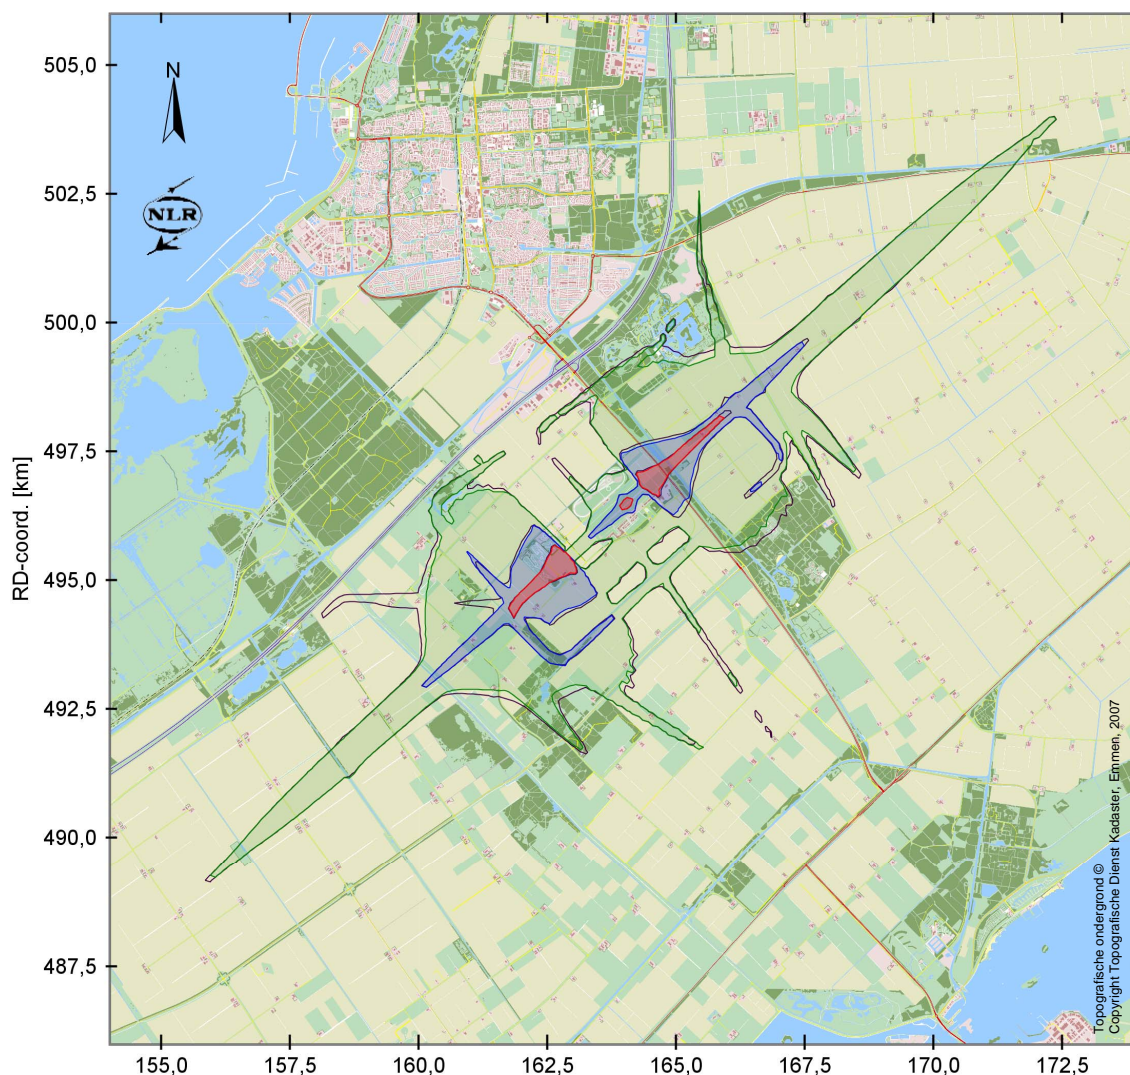 505,0
N
502,5
NLR
500,0
497,5
RD-coord. [km]
495,0
492,5
490,0
487,5
Topografische ondergrond ©
Copyright Topografische Dienst Kadaster, Emmen, 2007
155,0 157,5 160,0 162,5 165,0 167,5 170,0 172,5